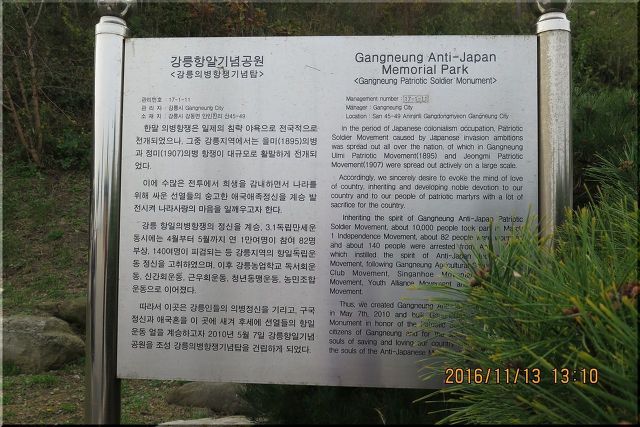 강릉항일기념공원
<강릉의병항쟁기념탑>
관리번호 : 17-1-11
관 리 자 : 강릉시 Gangneung City
소 재 지 : 강릉시 강동면 안인진리 산45-49
한말 의병항쟁은 일제의 침략 야욕으로 전국적으로
전개되었으나, 그중 강릉지역에서는 을미(1895)의병
과 정미(1907)의병 항쟁이 대규모로 활발하게 전개되
었다.
이에 수많은 전투에서 희생을 감내하면서 나라를
위해 싸운 선열들의 숭고한 애국애족정신을 계승 발
전시켜 나라사랑의 마음을 일깨우고자 한다.
강릉 항일의병항쟁의 정신을 계승, 3.1독립만세운
동시에는 4월부터 5월까지 연 1만여명이 참여 82명
부상, 140여명이 피검되는 등 강릉지역의 항일독립운
동 정신을 고취하였으며, 이후 강릉농업학교 독서회운
동, 신간회운동, 근우회운동, 청년동맹운동, 농민조합
운동으로 이어졌다.
따라서 이곳은 강릉인들의 의병정신을 기리고, 구국
정신과 애국혼을 이 곳에 새겨 후세에 선열들의 항일
운동 얼을 계승하고자 2010년 5월 7일 강릉항일기념
공원을 조성 강릉의병항쟁기념탑을 건립하게 되었다.
Gangneung Anti-Japan
Memorial Park
<Gangneung Patriotic Soldier Monument>
Management number : 17-1-
Manager : Gangneung City
Location : San 45-49 Aninjinli Gangdongmyeon Gangneung City
In the period of Japanese colonialism occupation, Patriotic
Soldier Movement caused by Japanese invasion ambitions
was spread out all over the nation, of which in Gangneung
Ulmi Patriotic Movement(1895) and Jeongmi Patriotic
Movement(1907) were spread out actively on a large scale.
Accordingly, we sincerely desire to evoke the mind of love
of country, inheriting and developing noble devotion to our
country and to our people of patriotic martyrs with a lot of
sacrifice for the country.
Inheriting the spirit of Gangneung Anti-Japan Patriotic
Soldier Movement, about 10,000 people took part in March
1 Independence Movement, about 82 people were
and about 140 people were arrested from April
which instilled the spirit of Anti-Japan
Movement, following Gangneung Agricultural
Club Movement, Singanhoe Movement,
Movement, Youth Alliance Movement, and
Movement.
Thus, we created Gangneung Anti-
in May 7th, 2010 and built Gangneung
Monument in honor of the
citizens of Gangneung and for the
souls of saving and loving our country
the souls of the Anti-Japanese
2016/11/13 13:10